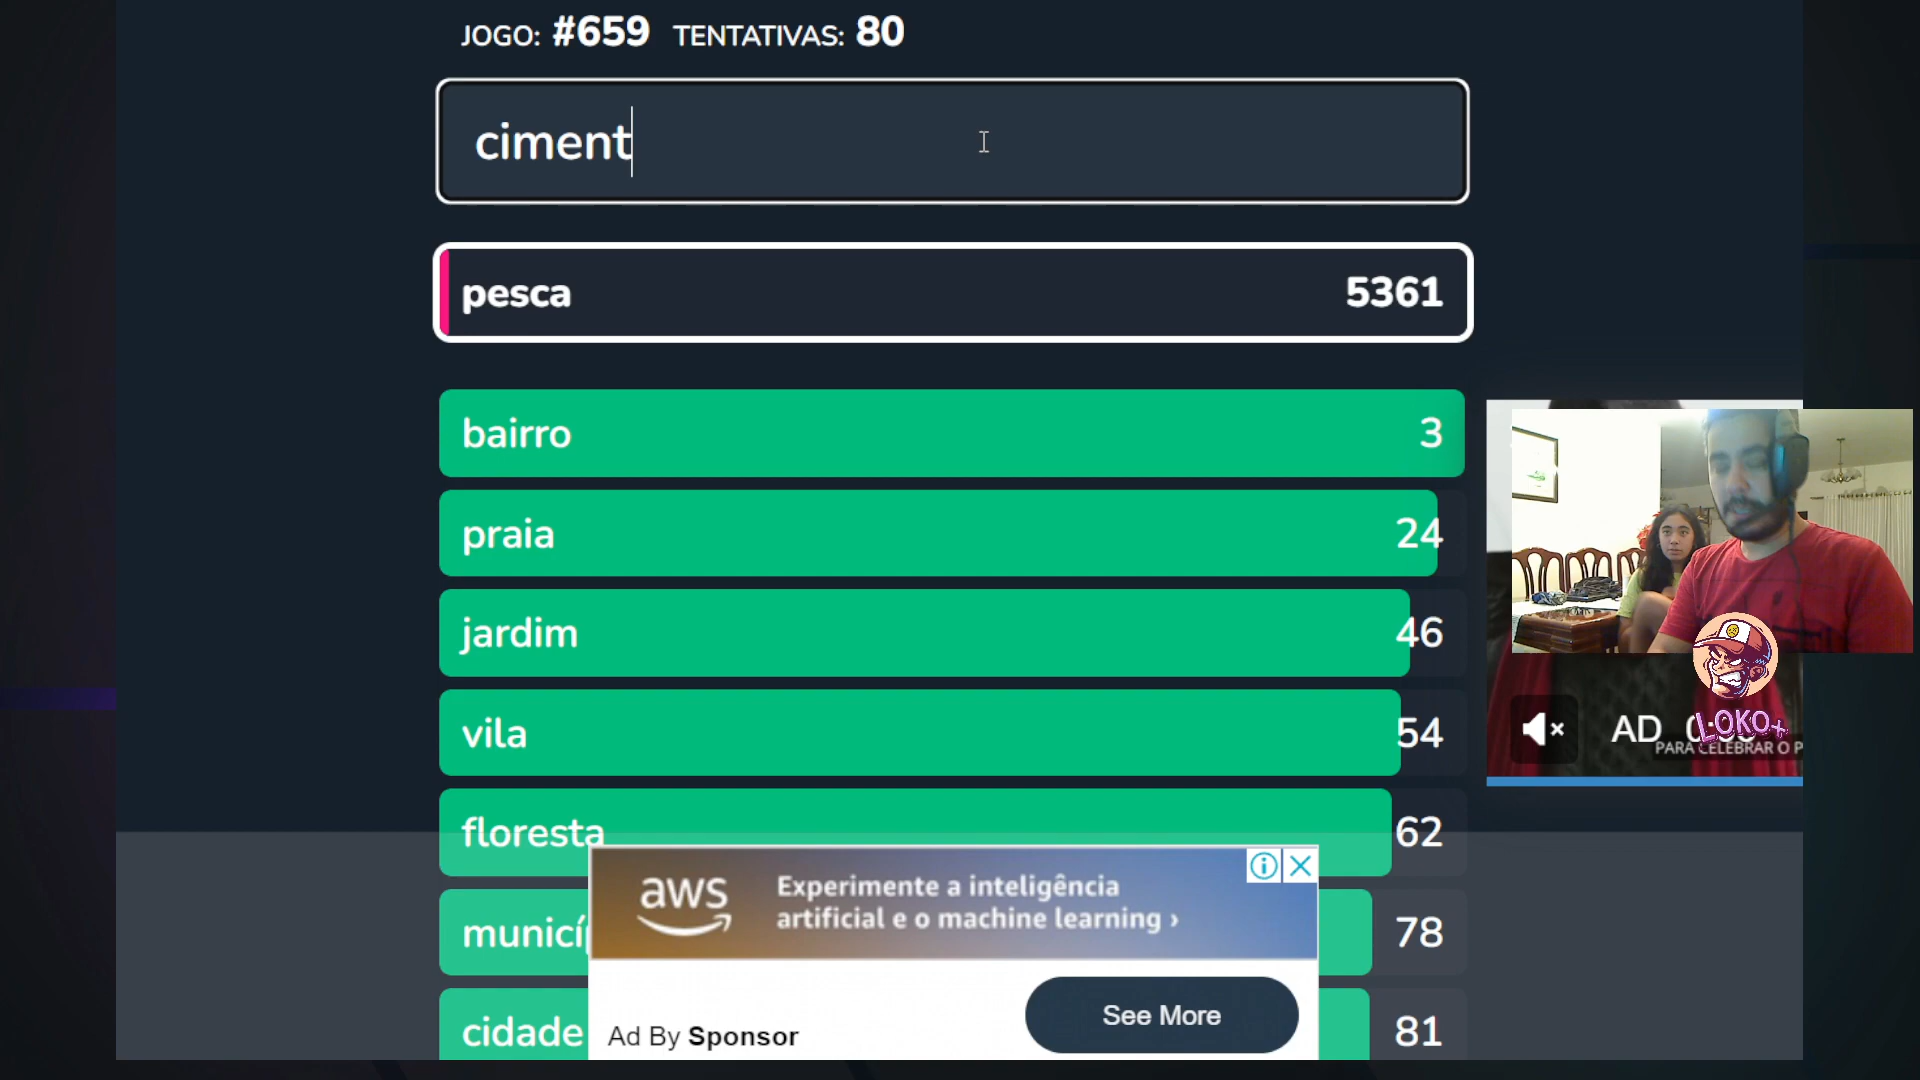 JOGO: #659 TENTATIVAS: 80
ciment
pesca 5361
bairro 3
praia 24
jardim 46
vila 54
floresta 62
municí 78
cidade 81
aws
Experimente a inteligência
artificial e o machine learning ›
Ad By Sponsor
See More
AD
LOKO+
PARA CELEBRAR O P